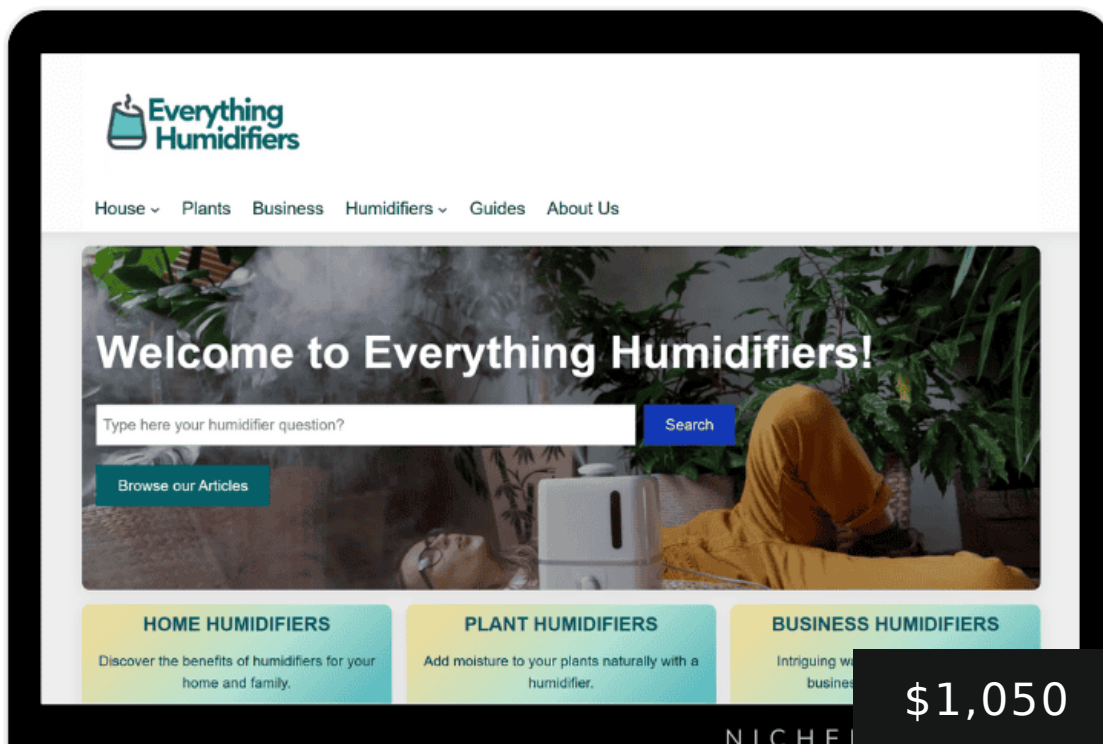 Everything
Humidifiers
House Plants Business Humidifiers Guides About Us
Welcome to Everything Humidifiers!
Type here your humidifier question? Search
Browse our Articles
HOME HUMIDIFIERS PLANT HUMIDIFIERS BUSINESS HUMIDIFIERS
Discover the benefits of humidifiers for your Add moisture to your plants naturally with a Intriguing
home and family. humidifier.
$1,050